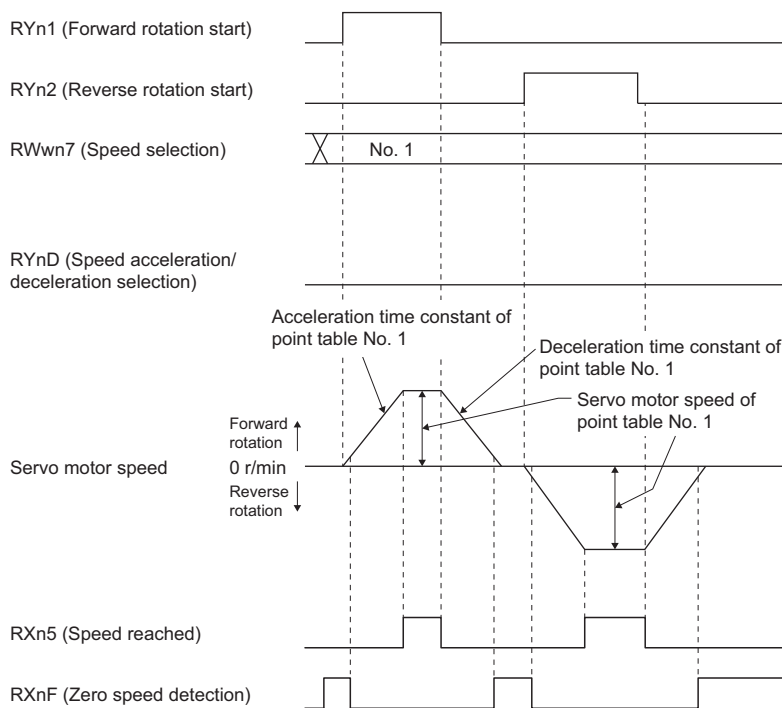 RYn1 (Forward rotation start)
RYn2 (Reverse rotation start)
RWwn7 (Speed selection)
No. 1
RYnD (Speed acceleration/
deceleration selection)
Acceleration time constant of
point table No. 1
Deceleration time constant of
point table No. 1
Servo motor speed of
point table No. 1
Forward
rotation
Servo motor speed
0 r/min
Reverse
rotation
RXn5 (Speed reached)
RXnF (Zero speed detection)